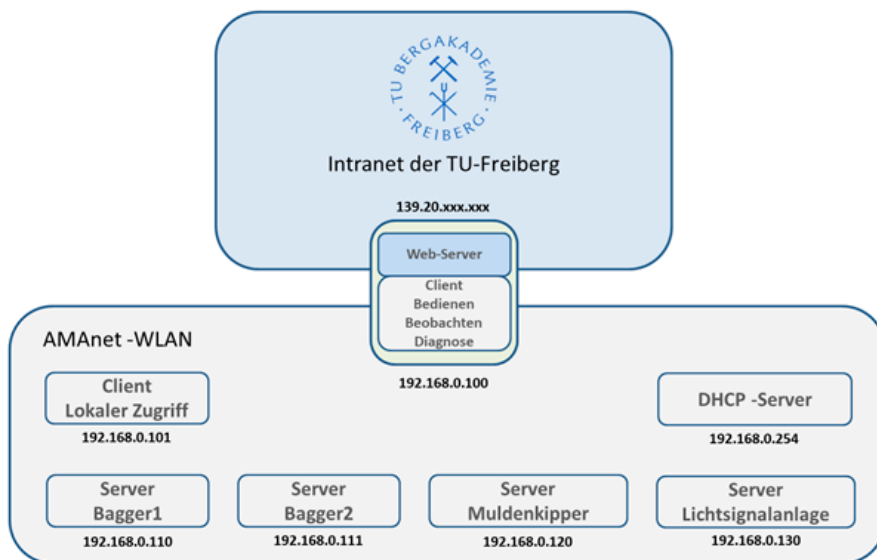 TU BERGAKADEMIE
· FREIBERG ·
Intranet der TU-Freiberg
139.20.xxx.xxx
Web-Server
Client
Bedienen
Beobachten
Diagnose
192.168.0.100
AMAnet -WLAN
Client
Lokaler Zugriff
192.168.0.101
DHCP -Server
192.168.0.254
Server
Bagger1
192.168.0.110
Server
Bagger2
192.168.0.111
Server
Muldenkipper
192.168.0.120
Server
Lichtsignalanlage
192.168.0.130